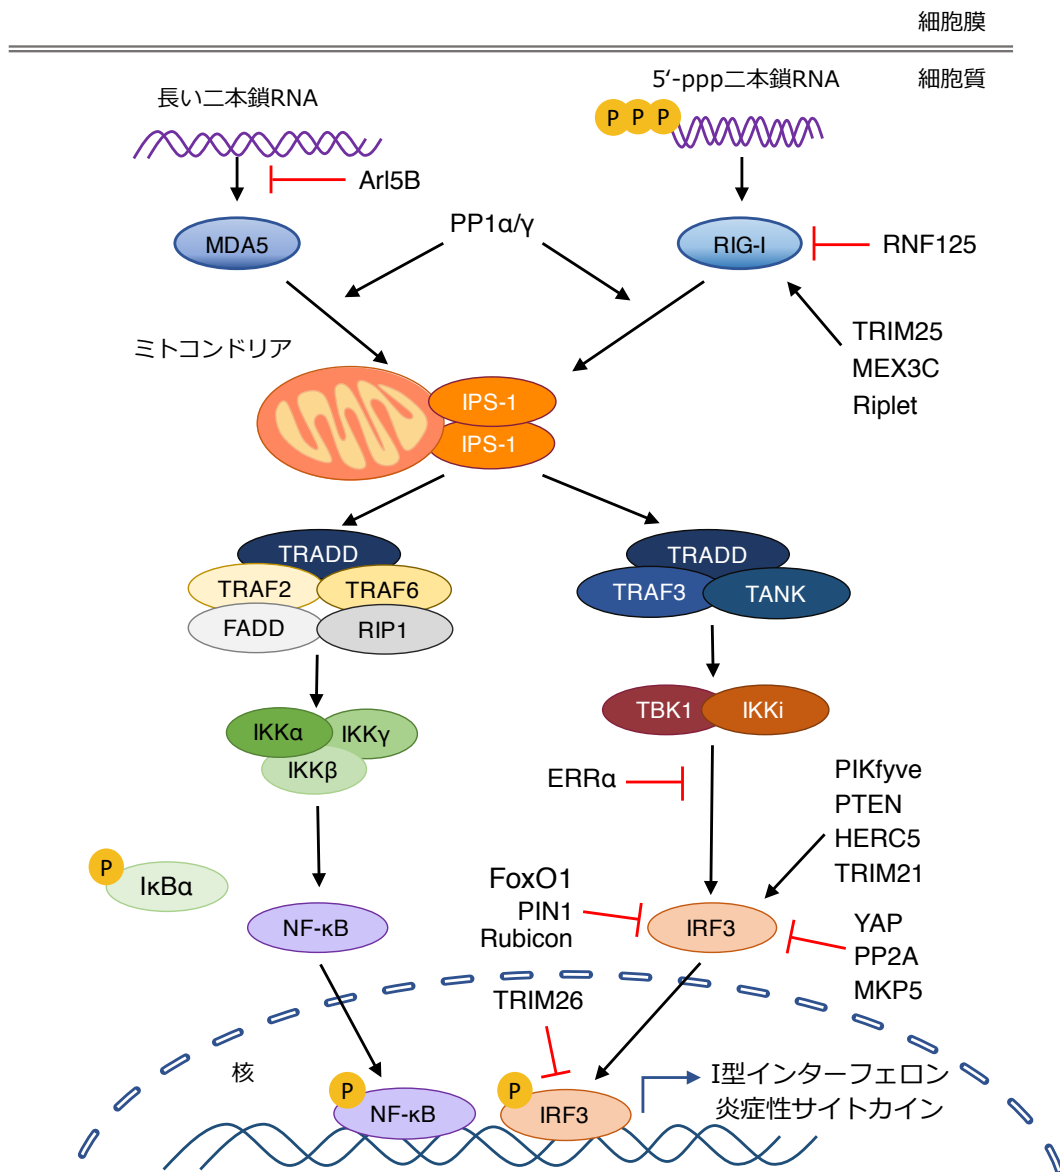 細胞膜
細胞質
長い二本鎖RNA
5‘-ppp二本鎖RNA
P P P
Arl5B
MDA5
PP1α/γ
RIG-I
RNF125
TRIM25
MEX3C
Riplet
ミトコンドリア
IPS-1
IPS-1
TRADD
TRAF2
TRAF6
FADD
RIP1
TRADD
TRAF3
TANK
IKKα
IKKγ
IKKβ
TBK1
IKKi
ERRα
PIKfyve
PTEN
HERC5
TRIM21
P
IκBα
NF-κB
FoxO1
PIN1
Rubicon
IRF3
YAP
PP2A
MKP5
TRIM26
核
P
NF-κB
P
IRF3
I型インターフェロン
炎症性サイトカイン